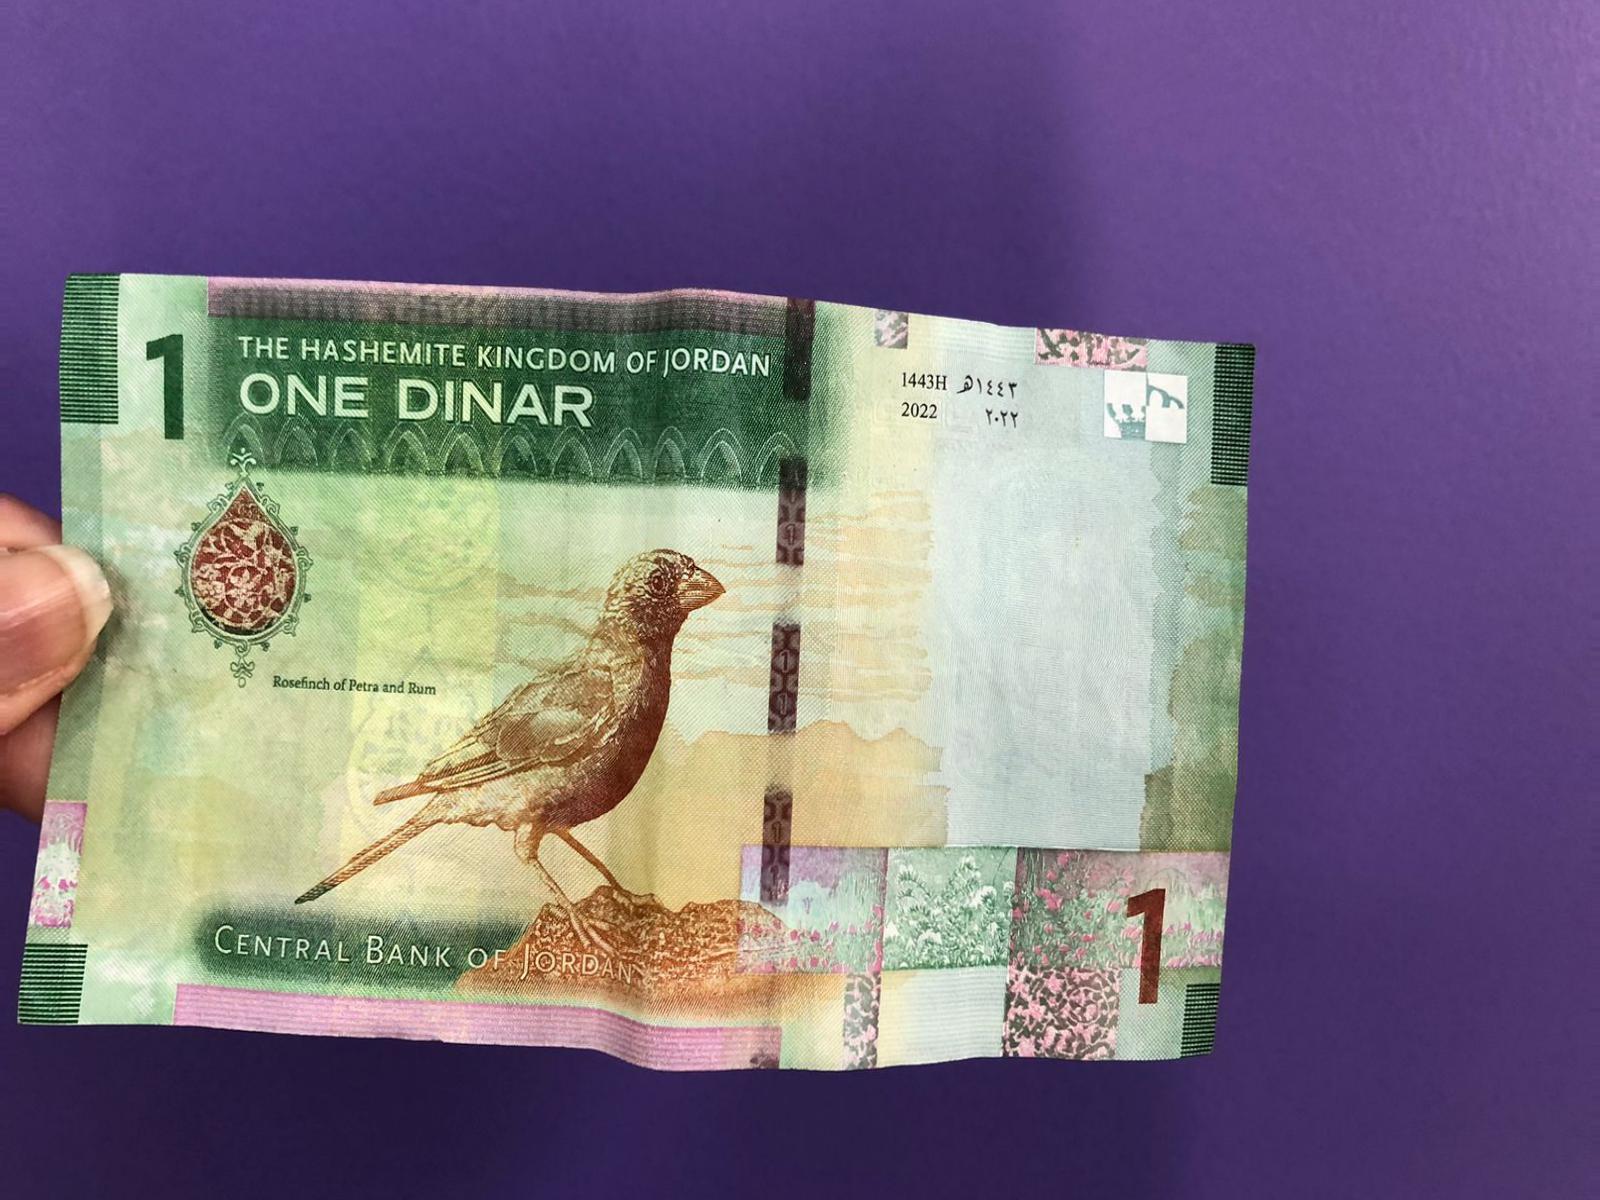 1
THE HASHEMITE KINGDOM OF JORDAN
ONE DINAR
1443H ١٤٤٣هـ
2022 ٢٠٢٢
Rosefinch of Petra and Rum
CENTRAL BANK OF JORDAN
1